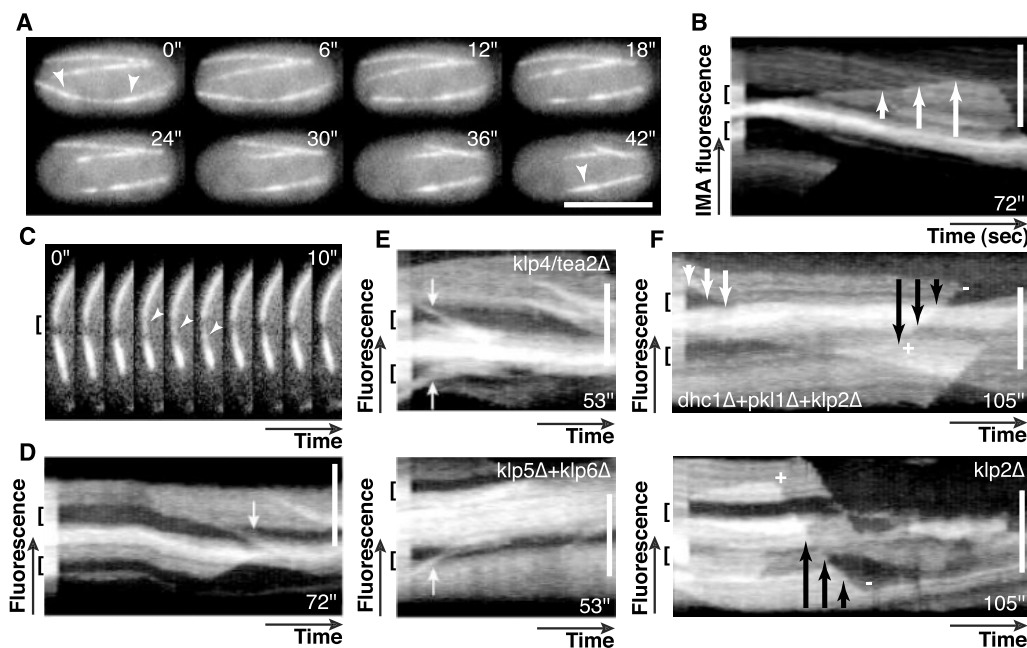 A
0" 6" 12" 18"
24" 30" 36" 42"
B
IMA fluorescence
[
[
72"
Time (sec)
C
0" 10"
[
Time
D
Fluorescence
[
[
72"
Time
E
klp4/tea2Δ
Fluorescence
[
[
53"
Time
klp5Δ+klp6Δ
Fluorescence
[
[
53"
Time
F
Fluorescence
[
[
-
+
dhc1Δ+pkl1Δ+klp2Δ
105"
Time
klp2Δ
+
Fluorescence
[
[
-
105"
Time